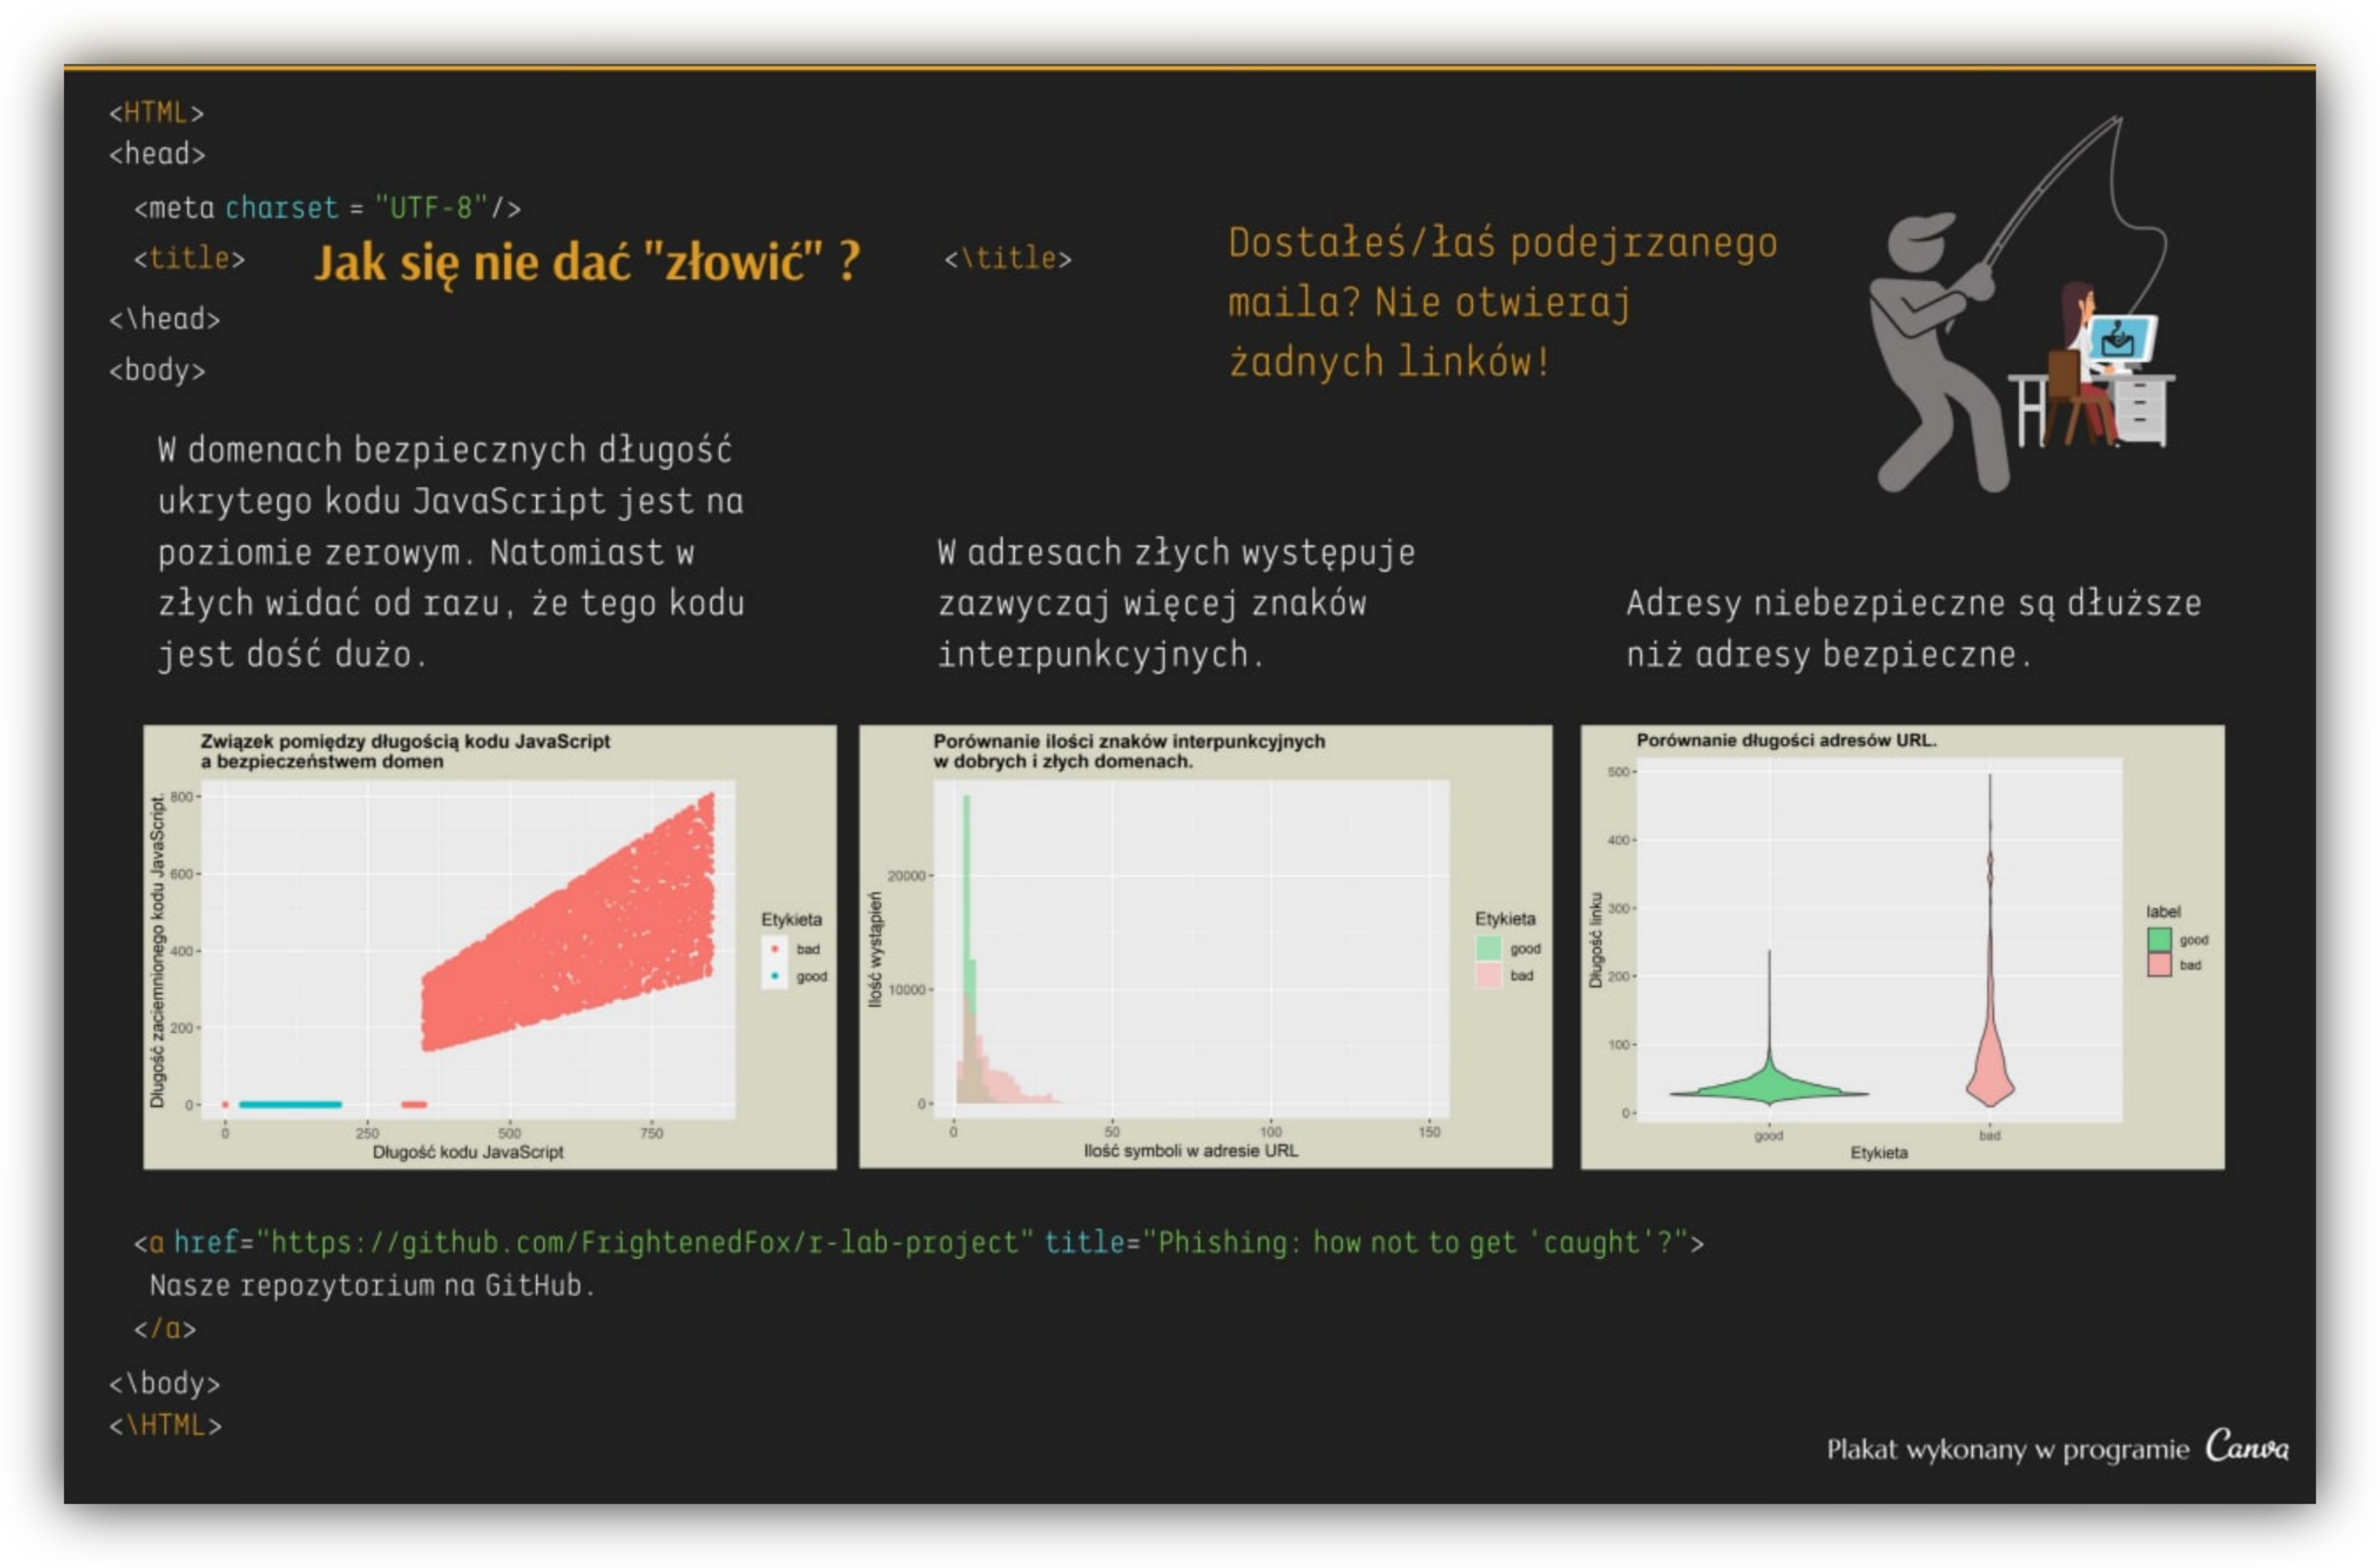 <HTML>
<head>
<meta charset = "UTF-8"/>
<title> Jak się nie dać "złowić" ? <\title>
<\head>
<body>
Dostałeś/łaś podejrzanego
maila? Nie otwieraj
żadnych linków!
W domenach bezpiecznych długość
ukrytego kodu JavaScript jest na
poziomie zerowym. Natomiast w
złych widać od razu, że tego kodu
jest dość dużo.
W adresach złych występuje
zazwyczaj więcej znaków
interpunkcyjnych.
Adresy niebezpieczne są dłuższe
niż adresy bezpieczne.
Związek pomiędzy długością kodu JavaScript
a bezpieczeństwem domen
Długość zaciemnionego kodu JavaScript.
800
600
400
200
0
0 250 500 750
Długość kodu JavaScript
Etykieta
bad
good
Porównanie ilości znaków interpunkcyjnych
w dobrych i złych domenach.
Ilość wystąpień
20000
10000
0
0 50 100 150
Ilość symboli w adresie URL
Etykieta
good
bad
Porównanie długości adresów URL.
Długość linku
500
400
300
200
100
0
good bad
Etykieta
label
good
bad
<a href="https://github.com/FrightenedFox/r-lab-project" title="Phishing: how not to get 'caught'?">
Nasze repozytorium na GitHub.
</a>
<\body>
<\HTML>
Plakat wykonany w programie Canva